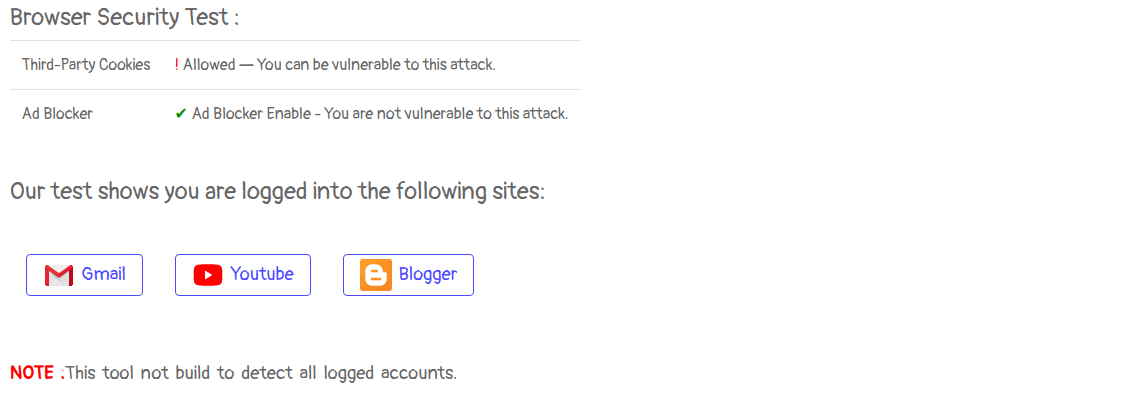 Browser Security Test :
Third-Party Cookies ! Allowed — You can be vulnerable to this attack.
Ad Blocker ✔ Ad Blocker Enable - You are not vulnerable to this attack.
Our test shows you are logged into the following sites:
Gmail Youtube Blogger
NOTE :This tool not build to detect all logged accounts.